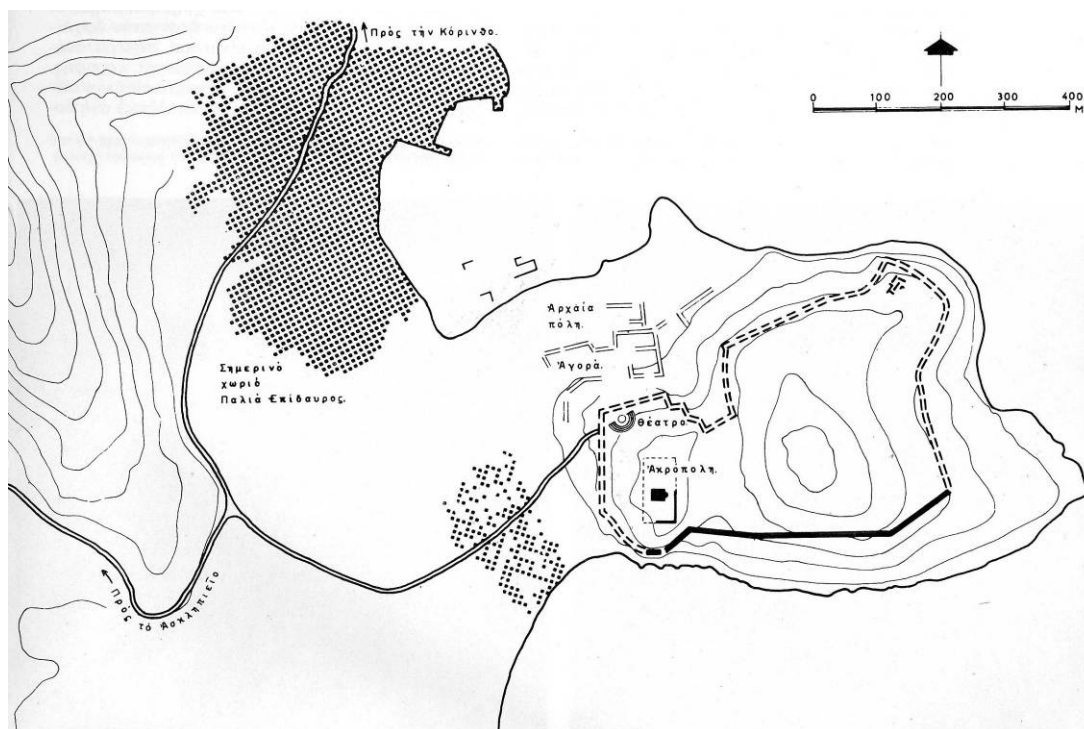 Πρὸς τὴν Κόρινθο.
0 100 200 300 400
Μ
Ἀρχαία
πόλη.
Ἀγορά.
Σημερινὸ
χωριὸ
Παλιὰ Ἐπίδαυρος.
Θέατρο
Ἀκρόπολη.
Πρὸς τὸ Ἀσκληπιεῖο